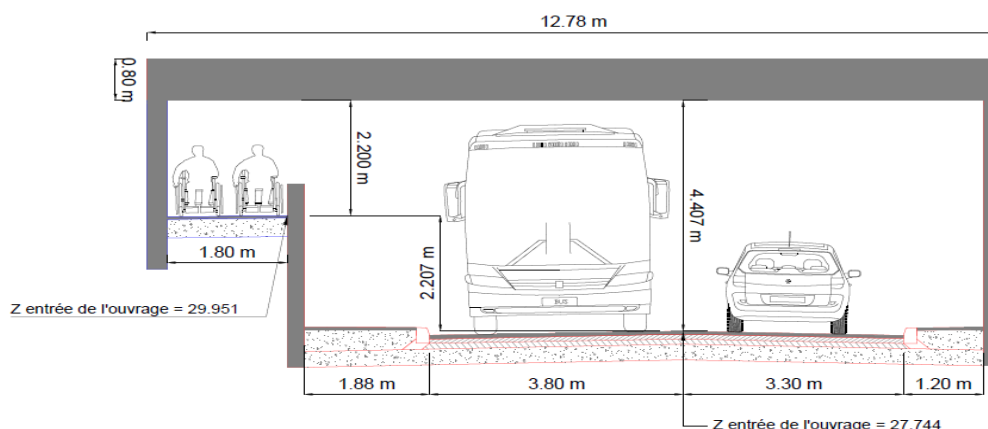 12.78 m
0.80 m
2.200 m
4.407 m
1.80 m
2.207 m
BUS
Z entrée de l'ouvrage = 29.951
1.88 m
3.80 m
3.30 m
1.20 m
Z entrée de l'ouvrage = 27.744